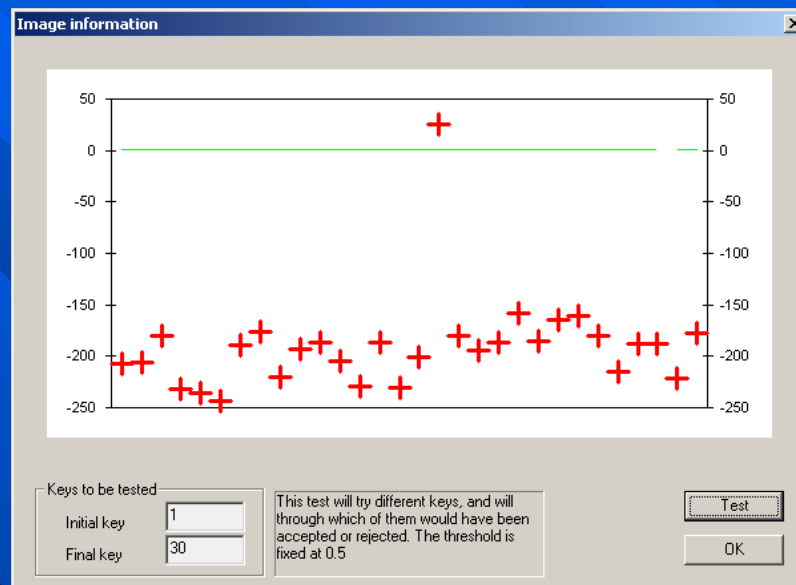 Image information
50 50
0 0
-50 -50
-100 -100
-150 -150
-200 -200
-250 -250
Keys to be tested
Initial key 1
Final key 30
This test will try different keys, and will
through which of them would have been
accepted or rejected. The threshold is
fixed at 0.5
Test
OK